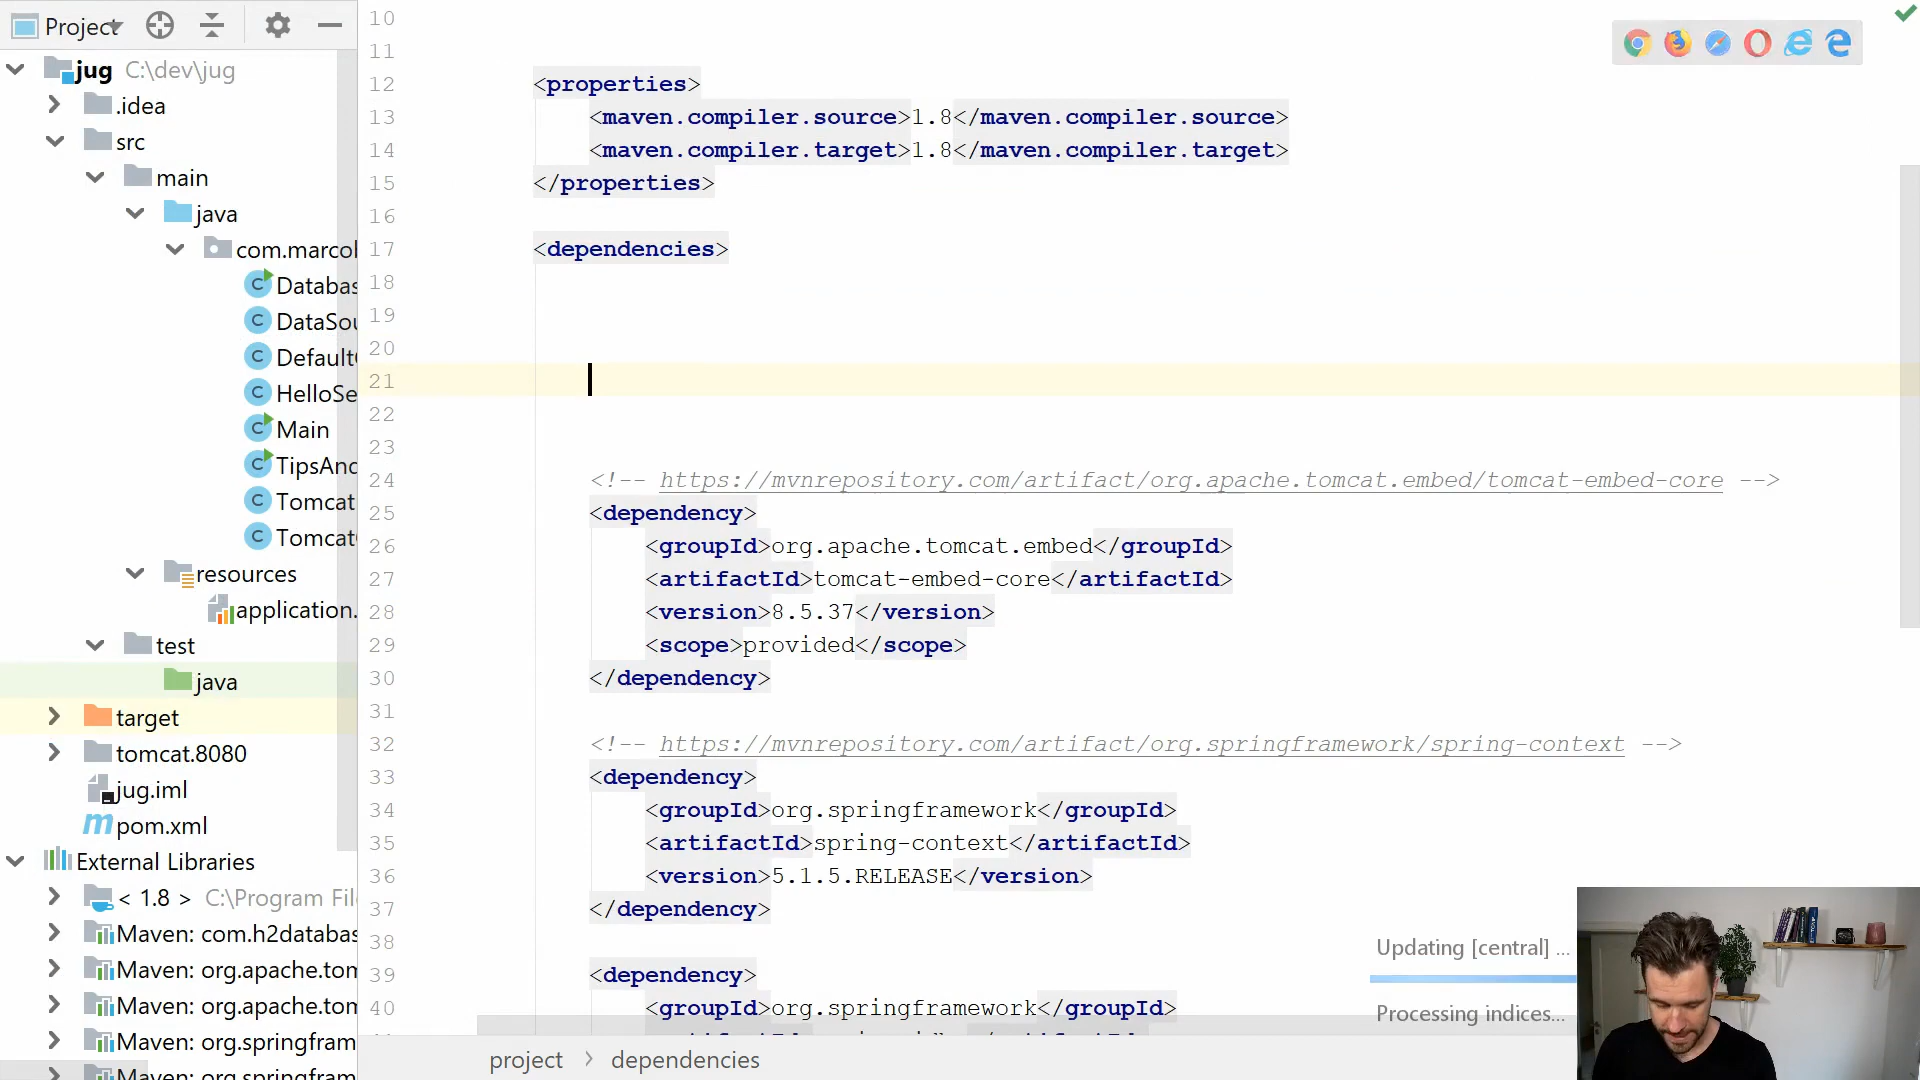 Project
jug C:\dev\jug
.idea
src
main
java
com.marcol
Databas
DataSou
Default
HelloSe
Main
TipsAnd
Tomcat
Tomcat
resources
application.
test
java
target
tomcat.8080
jug.iml
pom.xml
External Libraries
< 1.8 > C:\Program Fil
Maven: com.h2databas
Maven: org.apache.tom
Maven: org.apache.tom
Maven: org.springfram
Maven: org.springfram
10
11
12 <properties>
13 <maven.compiler.source>1.8</maven.compiler.source>
14 <maven.compiler.target>1.8</maven.compiler.target>
15 </properties>
16
17 <dependencies>
18
19
20
21
22
23
24 <!-- https://mvnrepository.com/artifact/org.apache.tomcat.embed/tomcat-embed-core -->
25 <dependency>
26 <groupId>org.apache.tomcat.embed</groupId>
27 <artifactId>tomcat-embed-core</artifactId>
28 <version>8.5.37</version>
29 <scope>provided</scope>
30 </dependency>
31
32 <!-- https://mvnrepository.com/artifact/org.springframework/spring-context -->
33 <dependency>
34 <groupId>org.springframework</groupId>
35 <artifactId>spring-context</artifactId>
36 <version>5.1.5.RELEASE</version>
37 </dependency>
38
39 <dependency>
40 <groupId>org.springframework</groupId>
Updating [central] ...
Processing indices...
project > dependencies